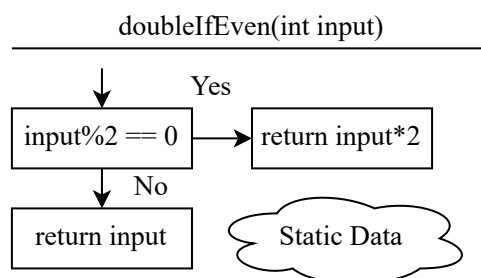 doubleIfEven(int input)
Yes
input%2 == 0
return input*2
No
return input
Static Data